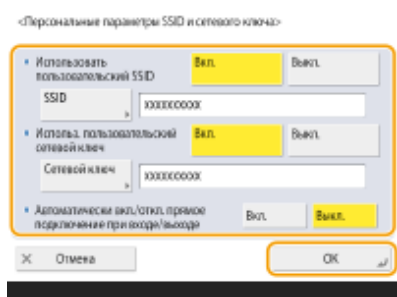 <Персональные параметры SSID и сетевого ключа>
Использовать Вкл. Выкл.
пользовательский SSID
SSID xxxxxxxxxx
Использ. пользовательский Вкл. Выкл.
сетевой ключ
Сетевой ключ xxxxxxxxxx
Автоматически вкл./откл. прямое Вкл. Выкл.
подключение при входе/выходе
Отмена OK